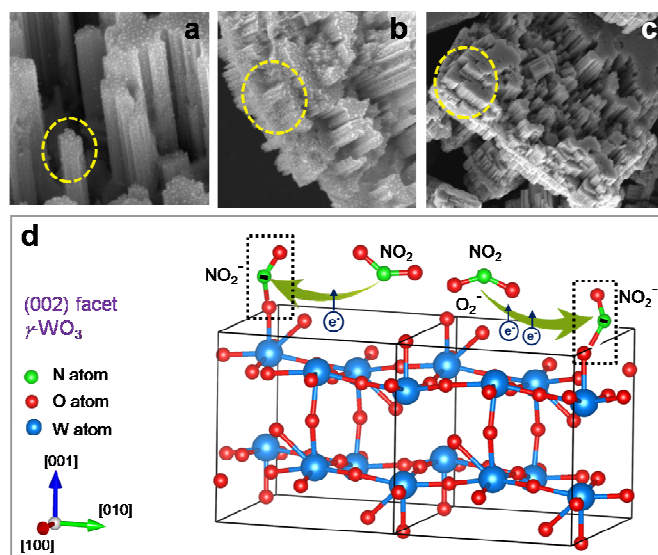 a
b
c
d
NO₂⁻
NO₂
NO₂
NO₂⁻
O₂⁻
e⁻
e⁻
e⁻
(002) facet
γ-WO₃
N atom
O atom
W atom
[001]
[010]
[100]